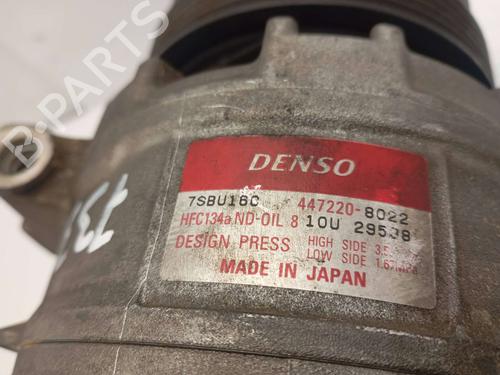 B-PARTS
DENSO
7SBU16C 447220-8022
HFC134a ND-OIL 8 10U 29538
DESIGN PRESS HIGH SIDE
LOW SIDE
MADE IN JAPAN